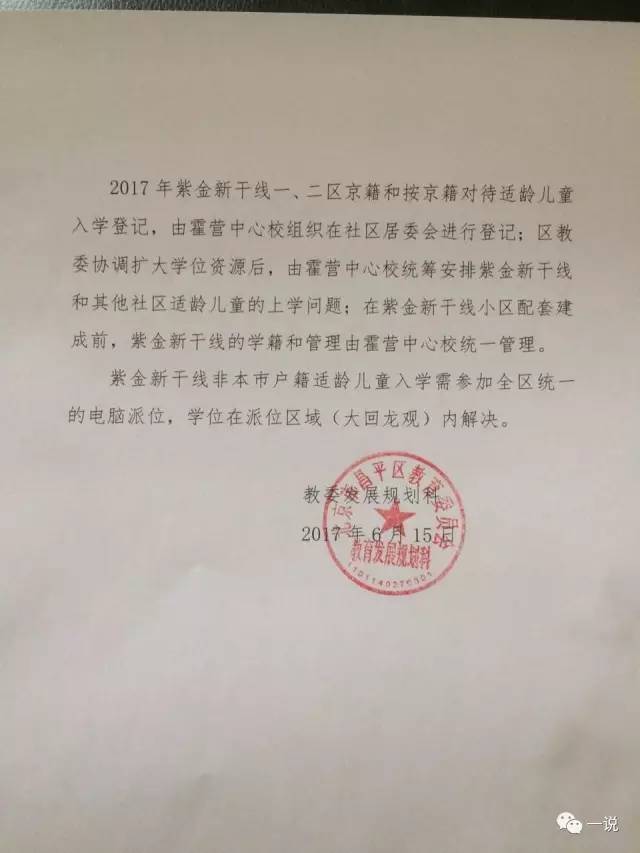 2017年紫金新干线一、二区京籍和按京籍对待适龄儿童
入学登记，由霍营中心校组织在社区居委会进行登记；区教
委协调扩大学位资源后，由霍营中心校统筹安排紫金新干线
和其他社区适龄儿童的上学问题；在紫金新干线小区配套建
成前，紫金新干线的学籍和管理由霍营中心校统一管理。
紫金新干线非本市户籍适龄儿童入学需参加全区统一
的电脑派位，学位在派位区域（大回龙观）内解决。
教委发展规划科
2017年6月15日
北京市昌平区教育委员会
教育发展规划科
一说